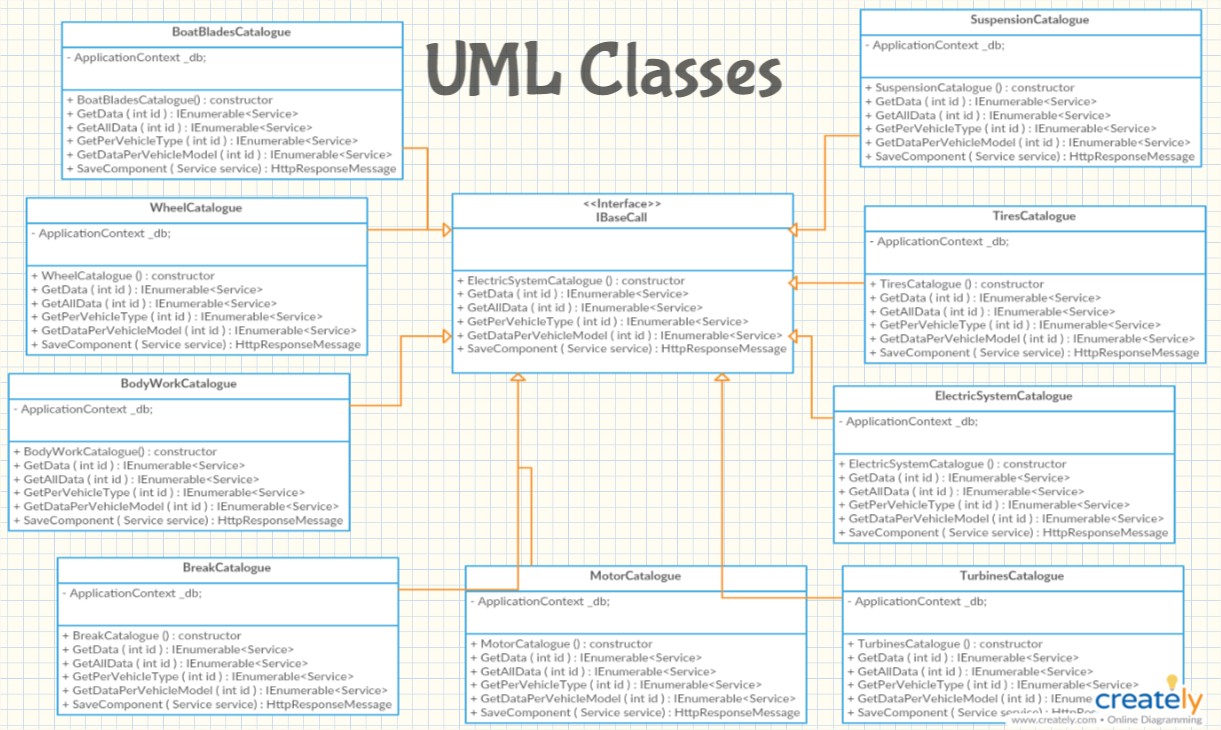 UML Classes
BoatBladesCatalogue
- ApplicationContext _db;
+ BoatBladesCatalogue() : constructor
+ GetData ( int id ) : IEnumerable<Service>
+ GetAllData ( int id ) : IEnumerable<Service>
+ GetPerVehicleType ( int id ) : IEnumerable<Service>
+ GetDataPerVehicleModel ( int id ) : IEnumerable<Service>
+ SaveComponent ( Service service) : HttpResponseMessage
SuspensionCatalogue
- ApplicationContext _db;
+ SuspensionCatalogue () : constructor
+ GetData ( int id ) : IEnumerable<Service>
+ GetAllData ( int id ) : IEnumerable<Service>
+ GetPerVehicleType ( int id ) : IEnumerable<Service>
+ GetDataPerVehicleModel ( int id ) : IEnumerable<Service>
+ SaveComponent ( Service service) : HttpResponseMessage
WheelCatalogue
- ApplicationContext _db;
+ WheelCatalogue () : constructor
+ GetData ( int id ) : IEnumerable<Service>
+ GetAllData ( int id ) : IEnumerable<Service>
+ GetPerVehicleType ( int id ) : IEnumerable<Service>
+ GetDataPerVehicleModel ( int id ) : IEnumerable<Service>
+ SaveComponent ( Service service) : HttpResponseMessage
<<Interface>>
IBaseCall
+ ElectricSystemCatalogue () : constructor
+ GetData ( int id ) : IEnumerable<Service>
+ GetAllData ( int id ) : IEnumerable<Service>
+ GetPerVehicleType ( int id ) : IEnumerable<Service>
+ GetDataPerVehicleModel ( int id ) : IEnumerable<Service>
+ SaveComponent ( Service service) : HttpResponseMessage
TiresCatalogue
- ApplicationContext _db;
+ TiresCatalogue () : constructor
+ GetData ( int id ) : IEnumerable<Service>
+ GetAllData ( int id ) : IEnumerable<Service>
+ GetPerVehicleType ( int id ) : IEnumerable<Service>
+ GetDataPerVehicleModel ( int id ) : IEnumerable<Service>
+ SaveComponent ( Service service) : HttpResponseMessage
BodyWorkCatalogue
- ApplicationContext _db;
+ BodyWorkCatalogue() : constructor
+ GetData ( int id ) : IEnumerable<Service>
+ GetAllData ( int id ) : IEnumerable<Service>
+ GetPerVehicleType ( int id ) : IEnumerable<Service>
+ GetDataPerVehicleModel ( int id ) : IEnumerable<Service>
+ SaveComponent ( Service service) : HttpResponseMessage
ElectricSystemCatalogue
- ApplicationContext _db;
+ ElectricSystemCatalogue () : constructor
+ GetData ( int id ) : IEnumerable<Service>
+ GetAllData ( int id ) : IEnumerable<Service>
+ GetPerVehicleType ( int id ) : IEnumerable<Service>
+ GetDataPerVehicleModel ( int id ) : IEnumerable<Service>
+ SaveComponent ( Service service) : HttpResponseMessage
BreakCatalogue
- ApplicationContext _db;
+ BreakCatalogue () : constructor
+ GetData ( int id ) : IEnumerable<Service>
+ GetAllData ( int id ) : IEnumerable<Service>
+ GetPerVehicleType ( int id ) : IEnumerable<Service>
+ GetDataPerVehicleModel ( int id ) : IEnumerable<Service>
+ SaveComponent ( Service service) : HttpResponseMessage
MotorCatalogue
- ApplicationContext _db;
+ MotorCatalogue () : constructor
+ GetData ( int id ) : IEnumerable<Service>
+ GetAllData ( int id ) : IEnumerable<Service>
+ GetPerVehicleType ( int id ) : IEnumerable<Service>
+ GetDataPerVehicleModel ( int id ) : IEnumerable<Service>
+ SaveComponent ( Service service) : HttpResponseMessage
TurbinesCatalogue
- ApplicationContext _db;
+ TurbinesCatalogue () : constructor
+ GetData ( int id ) : IEnumerable<Service>
+ GetAllData ( int id ) : IEnumerable<Service>
+ GetPerVehicleType ( int id ) : IEnumerable<Service>
+ GetDataPerVehicleModel ( int id ) :
+ SaveComponent ( Service service) :
creately
www.creately.com • Online Diagramming